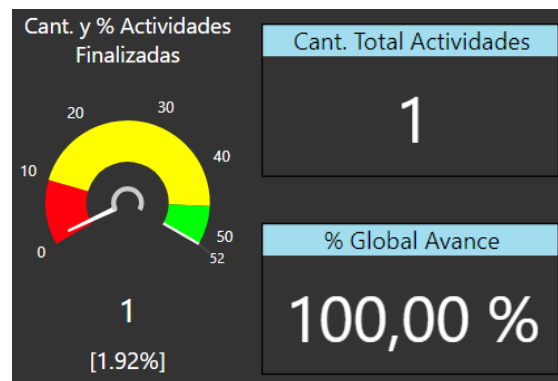 Cant. y % Actividades
Finalizadas
0
10
20
30
40
50
52
1
[1.92%]
Cant. Total Actividades
1
% Global Avance
100,00 %